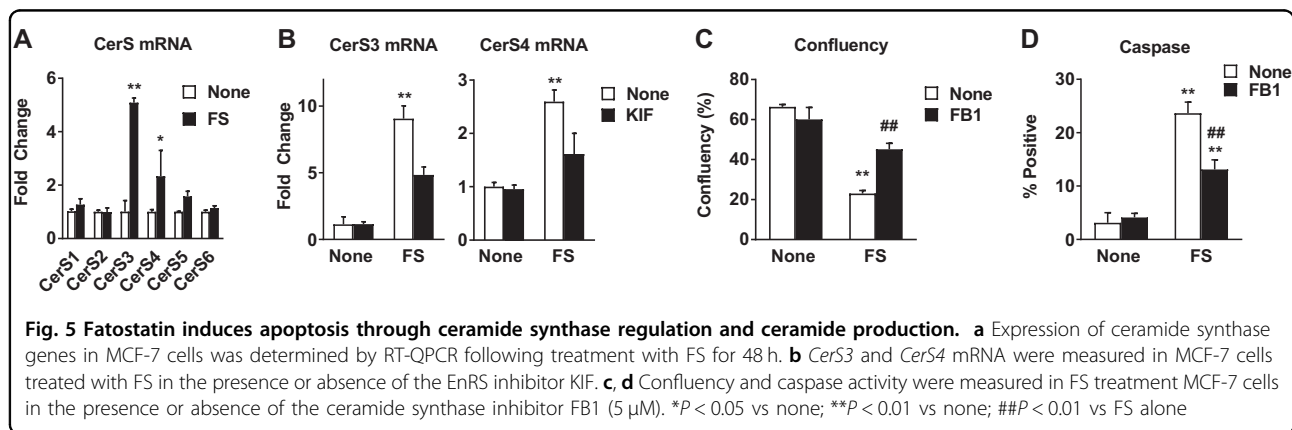 A
CerS mRNA
Fold Change
6
4
2
0
None
FS
**
*
CerS1
CerS2
CerS3
CerS4
CerS5
CerS6
B
CerS3 mRNA
Fold Change
10
5
0
**
None
FS
CerS4 mRNA
3
2
1
0
**
None
KIF
None
FS
C
Confluency
Confluency (%)
80
60
40
20
0
None
FB1
##
**
None
FS
D
Caspase
% Positive
30
20
10
0
None
FB1
**
##
**
None
FS
Fig. 5 Fatostatin induces apoptosis through ceramide synthase regulation and ceramide production. a Expression of ceramide synthase
genes in MCF-7 cells was determined by RT-QPCR following treatment with FS for 48 h. b CerS3 and CerS4 mRNA were measured in MCF-7 cells
treated with FS in the presence or absence of the EnRS inhibitor KIF. c, d Confluency and caspase activity were measured in FS treatment MCF-7 cells
in the presence or absence of the ceramide synthase inhibitor FB1 (5 μM). *P < 0.05 vs none; **P < 0.01 vs none; ##P < 0.01 vs FS alone